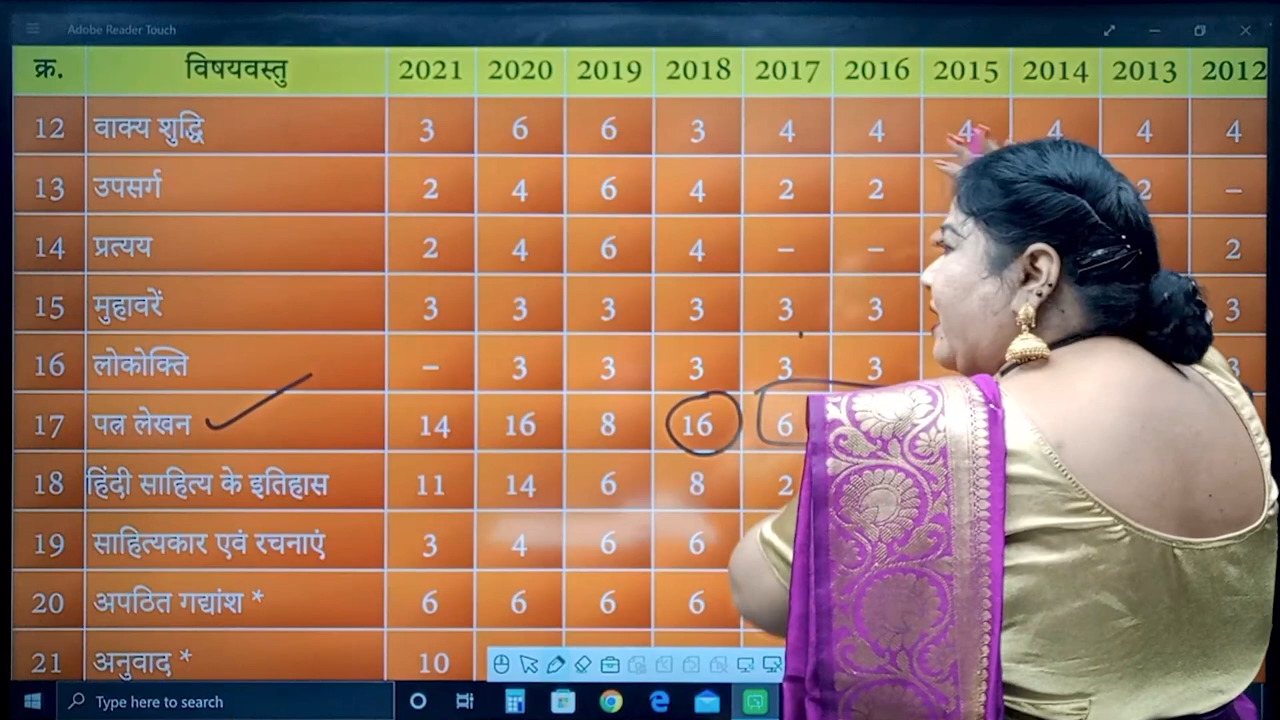 Adobe Reader Touch
क्र. विषयवस्तु 2021 2020 2019 2018 2017 2016 2015 2014 2013 2012
12 वाक्य शुद्धि 3 6 6 3 4 4 4 4 4 4
13 उपसर्ग 2 4 6 4 2 2 2 –
14 प्रत्यय 2 4 6 4 – – 2
15 मुहावरें 3 3 3 3 3 3 3
16 लोकोक्ति – 3 3 3 3 3 3
17 पत्र लेखन 14 16 8 16 6
18 हिंदी साहित्य के इतिहास 11 14 6 8 2
19 साहित्यकार एवं रचनाएं 3 4 6 6
20 अपठित गद्यांश * 6 6 6 6
21 अनुवाद * 10
Type here to search